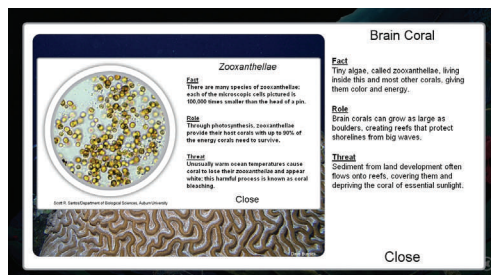 Brain Coral
Fact
Tiny algae, called zooxanthellae, living
inside this and most other corals, giving
them color and energy.
Role
Brain corals can grow as large as
boulders, creating reefs that protect
shorelines from big waves.
Threat
Sediment from land development often
flows onto reefs, covering them and
depriving the coral of essential sunlight.
Close
Zooxanthellae
Fact
There are many species of zooxanthellae:
each of the microscopic cells pictured is
100,000 times smaller than the head of a pin.
Role
Through photosynthesis, zooxanthellae
provide their host corals with up to 90% of
the energy corals need to survive.
Threat
Unusually warm ocean temperatures cause
coral to lose their zooxanthellae and appear
white: this harmful process is known as coral
bleaching.
Close
Scott R. Santos/Department of Biological Sciences, Auburn University